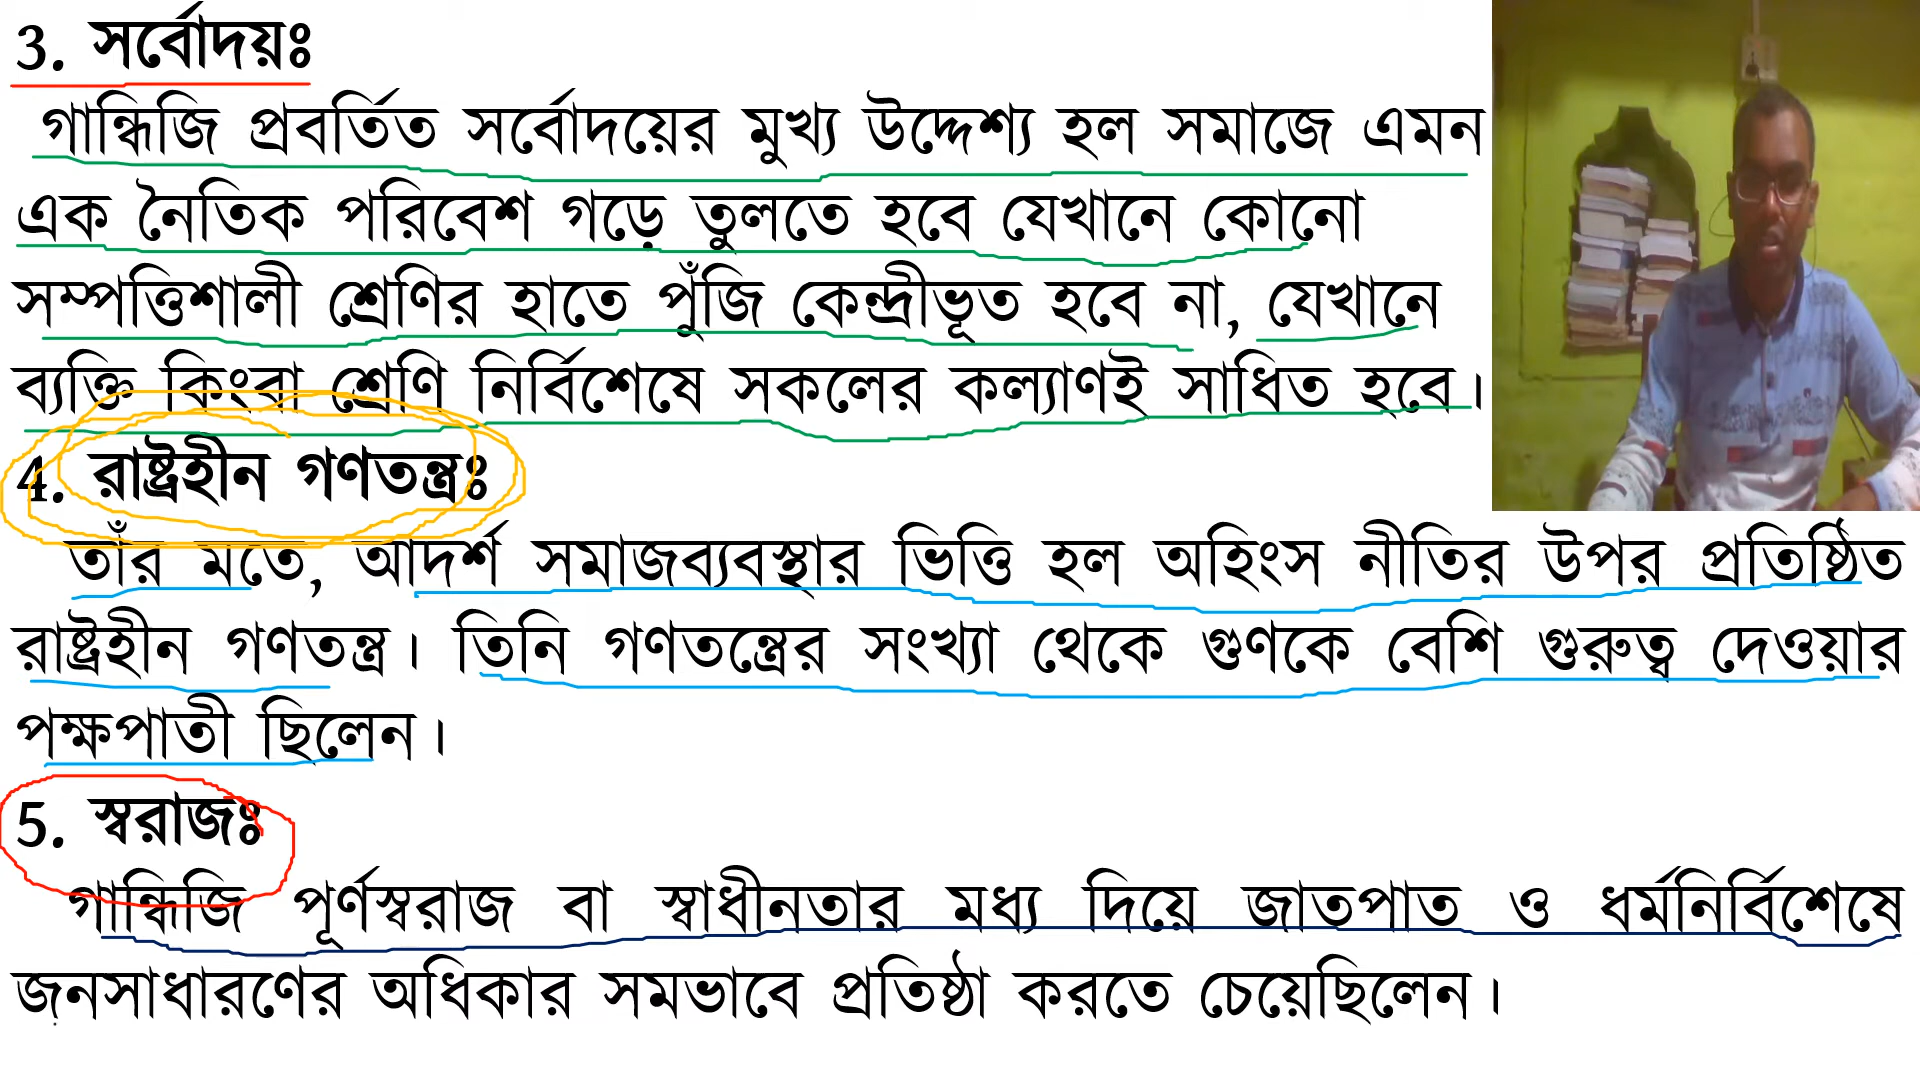 3. সর্বোদয়ঃ
গান্ধিজি প্রবর্তিত সর্বোদয়ের মুখ্য উদ্দেশ্য হল সমাজে এমন
এক নৈতিক পরিবেশ গড়ে তুলতে হবে যেখানে কোনো
সম্পত্তিশালী শ্রেণির হাতে পুঁজি কেন্দ্রীভূত হবে না, যেখানে
ব্যক্তি কিংবা শ্রেণি নির্বিশেষে সকলের কল্যাণই সাধিত হবে।
4. রাষ্ট্রহীন গণতন্ত্রঃ
তাঁর মতে, আদর্শ সমাজব্যবস্থার ভিত্তি হল অহিংস নীতির উপর প্রতিষ্ঠিত
রাষ্ট্রহীন গণতন্ত্র। তিনি গণতন্ত্রের সংখ্যা থেকে গুণকে বেশি গুরুত্ব দেওয়ার
পক্ষপাতী ছিলেন।
5. স্বরাজঃ
গান্ধিজি পূর্ণস্বরাজ বা স্বাধীনতার মধ্য দিয়ে জাতপাত ও ধর্মনির্বিশেষে
জনসাধারণের অধিকার সমভাবে প্রতিষ্ঠা করতে চেয়েছিলেন।